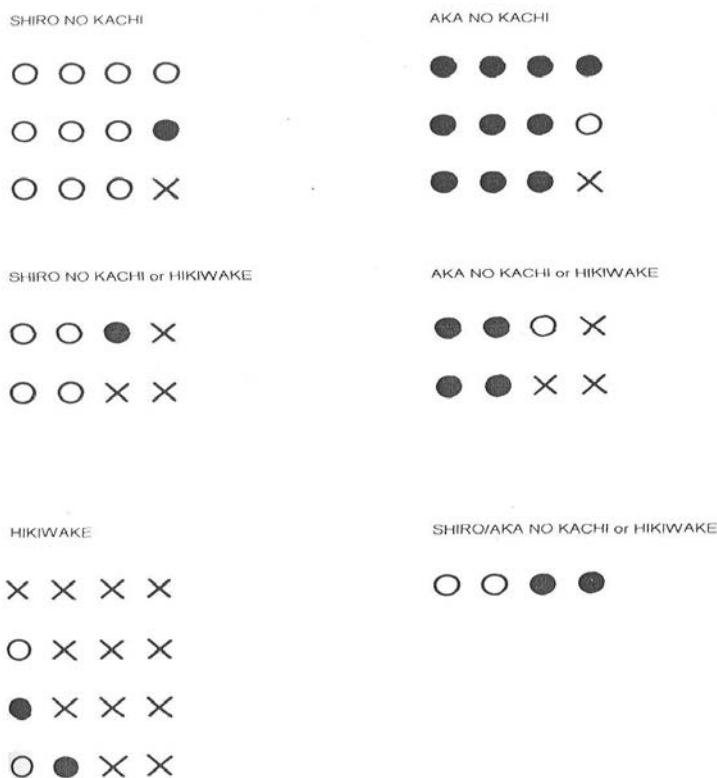 SHIRO NO KACHI
AKA NO KACHI
SHIRO NO KACHI or HIKIWAKE
AKA NO KACHI or HIKIWAKE
HIKIWAKE
SHIRO/AKA NO KACHI or HIKIWAKE